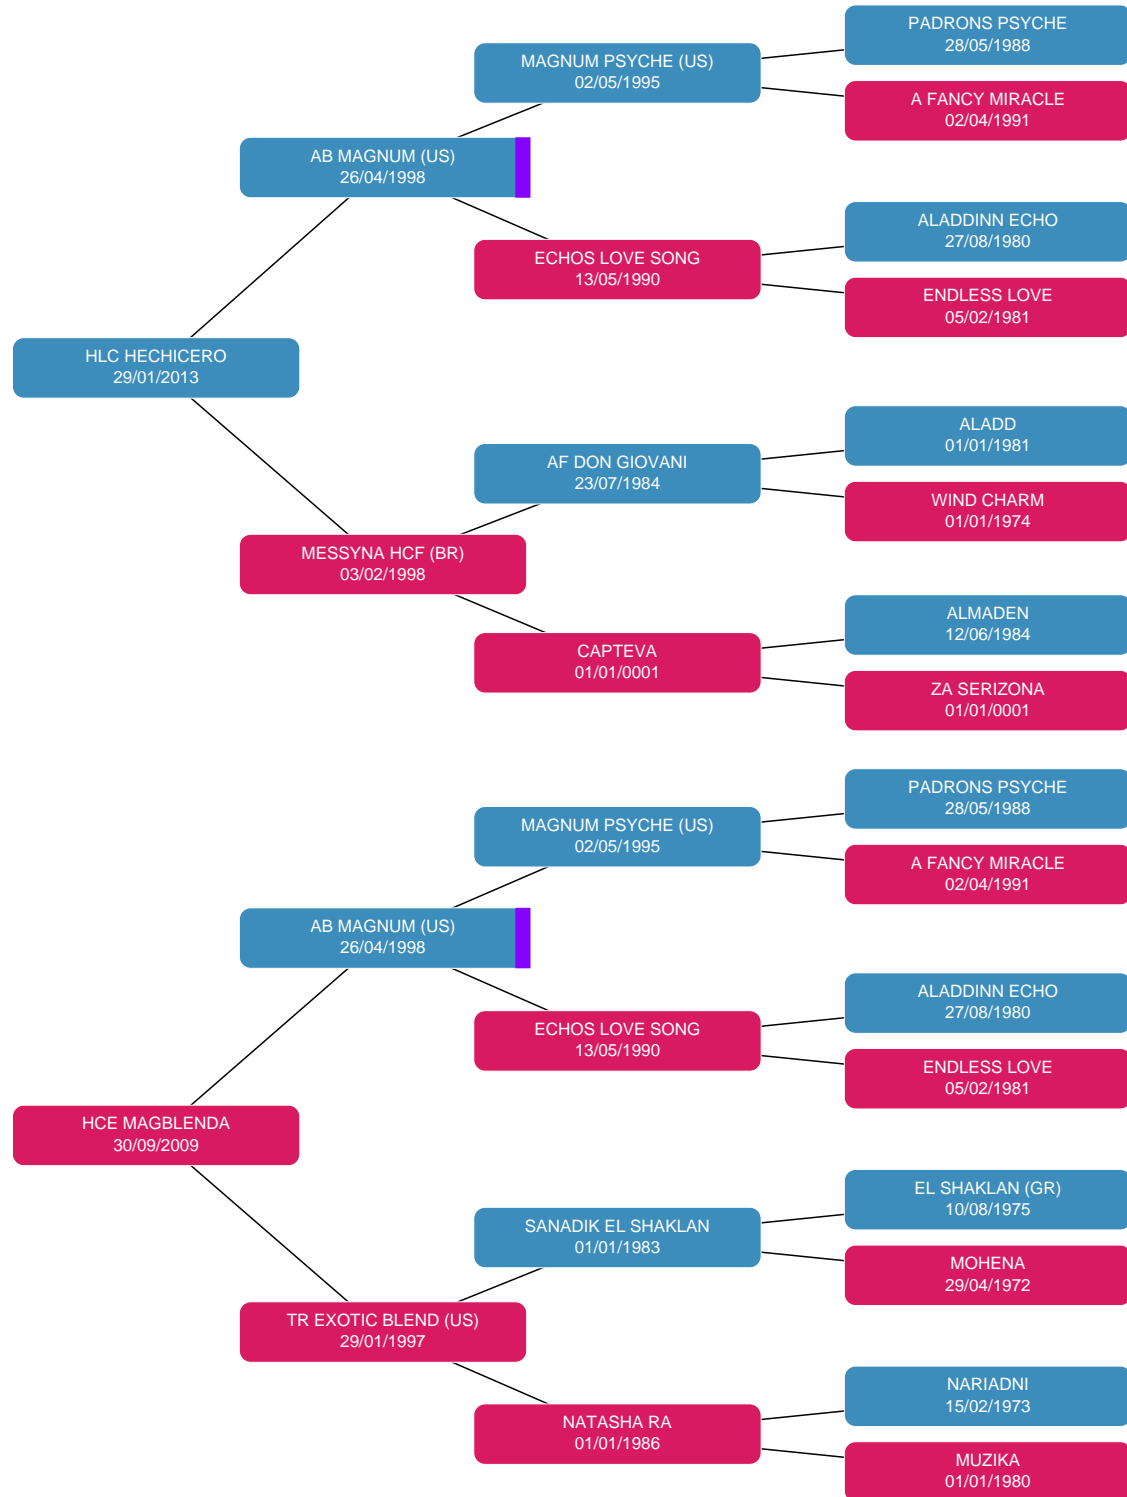 PADRONS PSYCHE
28/05/1988
MAGNUM PSYCHE (US)
02/05/1995
A FANCY MIRACLE
02/04/1991
AB MAGNUM (US)
26/04/1998
ALADDINN ECHO
27/08/1980
ECHOS LOVE SONG
13/05/1990
ENDLESS LOVE
05/02/1981
HLC HECHICERO
29/01/2013
ALADD
01/01/1981
AF DON GIOVANI
23/07/1984
WIND CHARM
01/01/1974
MESSYNA HCF (BR)
03/02/1998
ALMADEN
12/06/1984
CAPTEVA
01/01/0001
ZA SERIZONA
01/01/0001
PADRONS PSYCHE
28/05/1988
MAGNUM PSYCHE (US)
02/05/1995
A FANCY MIRACLE
02/04/1991
AB MAGNUM (US)
26/04/1998
ALADDINN ECHO
27/08/1980
ECHOS LOVE SONG
13/05/1990
ENDLESS LOVE
05/02/1981
HCE MAGBLENDA
30/09/2009
EL SHAKLAN (GR)
10/08/1975
SANADIK EL SHAKLAN
01/01/1983
MOHENA
29/04/1972
TR EXOTIC BLEND (US)
29/01/1997
NARIADNI
15/02/1973
NATASHA RA
01/01/1986
MUZIKA
01/01/1980